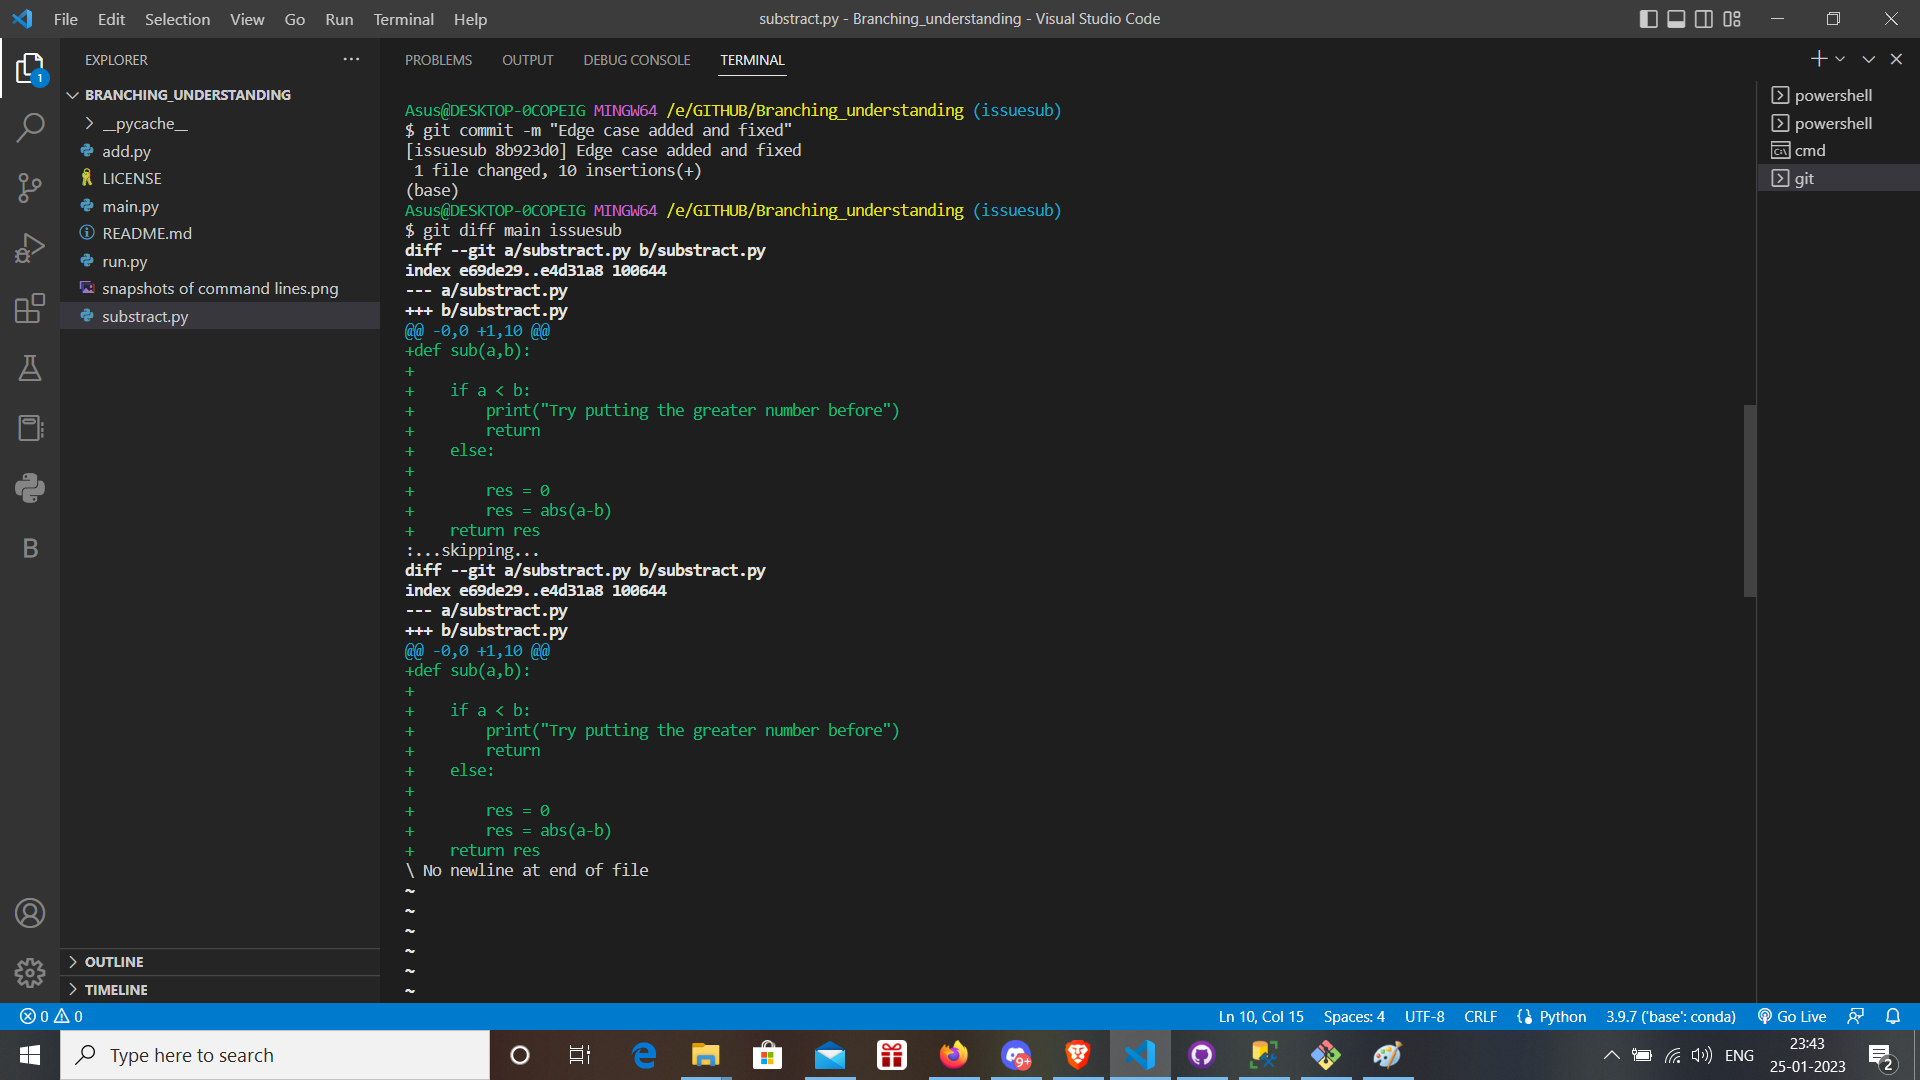 File Edit Selection View Go Run Terminal Help
substract.py - Branching_understanding - Visual Studio Code
EXPLORER
BRANCHING_UNDERSTANDING
__pycache__
add.py
LICENSE
main.py
README.md
run.py
snapshots of command lines.png
substract.py
OUTLINE
TIMELINE
PROBLEMS OUTPUT DEBUG CONSOLE TERMINAL
Asus@DESKTOP-0COPEIG MINGW64 /e/GITHUB/Branching_understanding (issuesub)
$ git commit -m "Edge case added and fixed"
[issuesub 8b923d0] Edge case added and fixed
 1 file changed, 10 insertions(+)
(base)
Asus@DESKTOP-0COPEIG MINGW64 /e/GITHUB/Branching_understanding (issuesub)
$ git diff main issuesub
diff --git a/substract.py b/substract.py
index e69de29..e4d31a8 100644
--- a/substract.py
+++ b/substract.py
@@ -0,0 +1,10 @@
+def sub(a,b):
+
+    if a < b:
+        print("Try putting the greater number before")
+        return
+    else:
+
+        res = 0
+        res = abs(a-b)
+    return res
:...skipping...
diff --git a/substract.py b/substract.py
index e69de29..e4d31a8 100644
--- a/substract.py
+++ b/substract.py
@@ -0,0 +1,10 @@
+def sub(a,b):
+
+    if a < b:
+        print("Try putting the greater number before")
+        return
+    else:
+
+        res = 0
+        res = abs(a-b)
+    return res
\ No newline at end of file
~
~
~
~
~
~
powershell
powershell
cmd
git
1
B
0 0
Ln 10, Col 15 Spaces: 4 UTF-8 CRLF Python 3.9.7 ('base': conda) Go Live
Type here to search
9+
ENG
23:43
25-01-2023
2